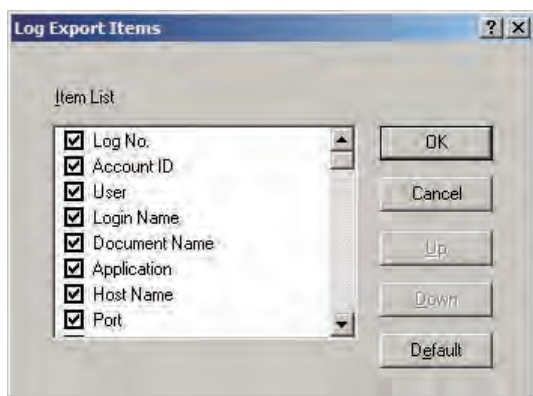 Log Export Items
Item List
Log No.
Account ID
User
Login Name
Document Name
Application
Host Name
Port
OK
Cancel
Up
Down
Default